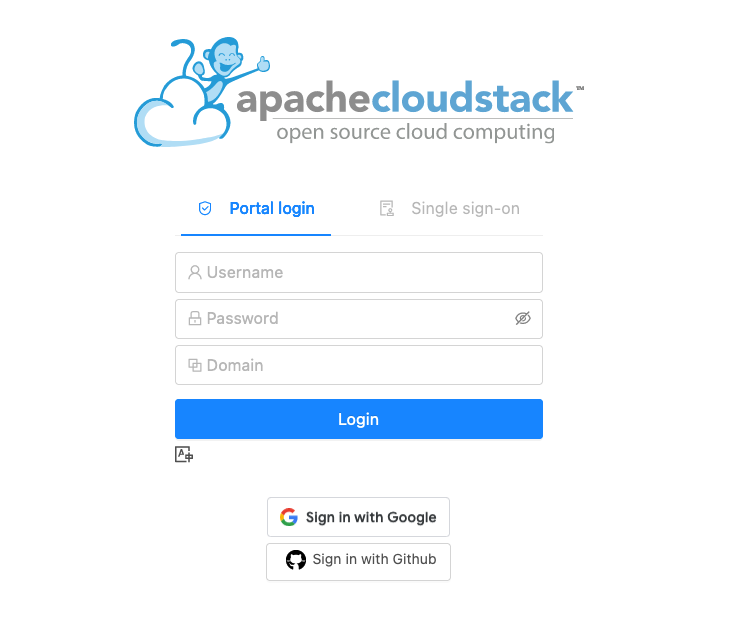 apachecloudstack™
open source cloud computing
Portal login
Single sign-on
Username
Password
Domain
Login
Sign in with Google
Sign in with Github